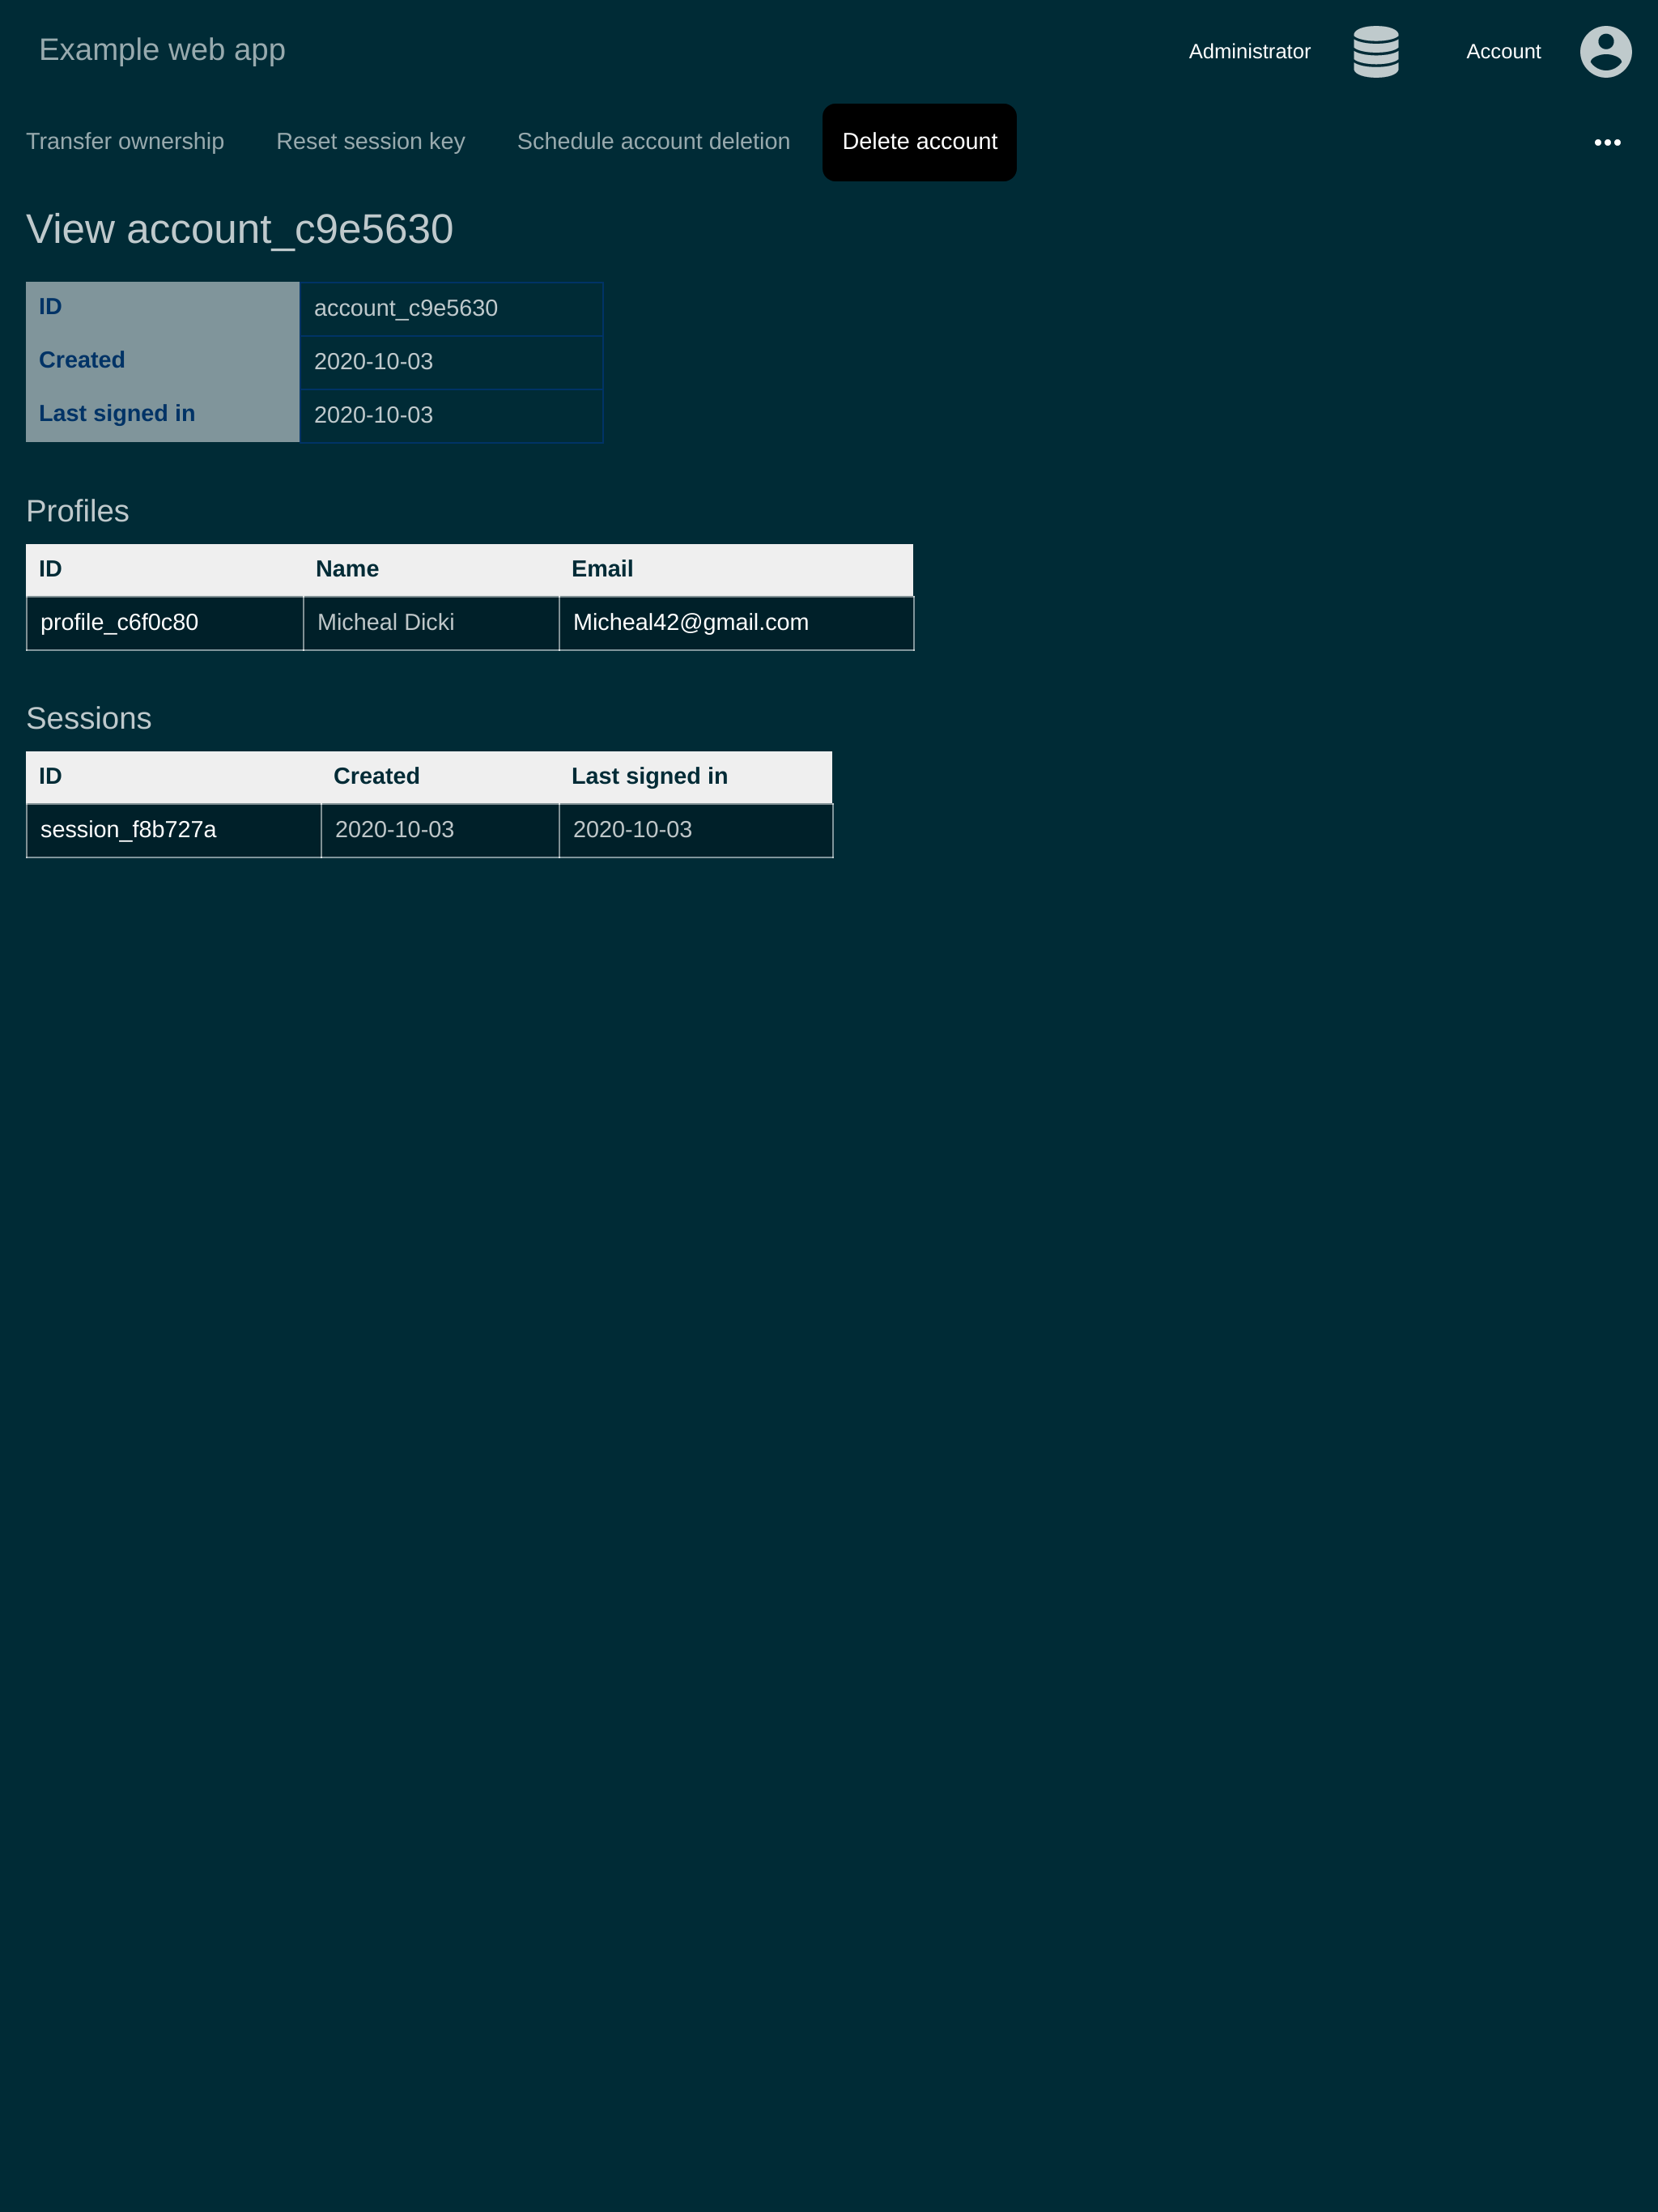 Example web app
Administrator Account
Transfer ownership Reset session key Schedule account deletion Delete account
View account_c9e5630
ID account_c9e5630
Created 2020-10-03
Last signed in 2020-10-03
Profiles
ID Name Email
profile_c6f0c80 Micheal Dicki Micheal42@gmail.com
Sessions
ID Created Last signed in
session_f8b727a 2020-10-03 2020-10-03